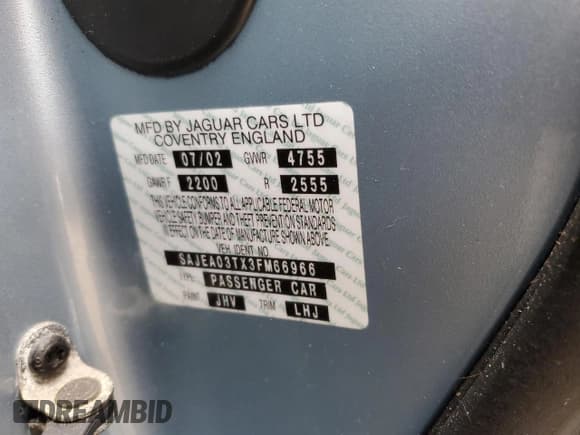 MFD BY JAGUAR CARS LTD
COVENTRY ENGLAND
MFD DATE 07/02 GVWR 4755
GAWR F 2200 R 2555
THIS VEHICLE CONFORMS TO ALL APPLICABLE FEDERAL MOTOR
VEHICLE SAFETY BUMPER AND THEFT PREVENTION STANDARDS
IN EFFECT ON THE DATE OF MANUFACTURE SHOWN ABOVE.
VEH. IDENT NO.
SAJEA03TX3FM66966
TYPE PASSENGER CAR
PAINT JHV TRIM LHJ
DREAMBID